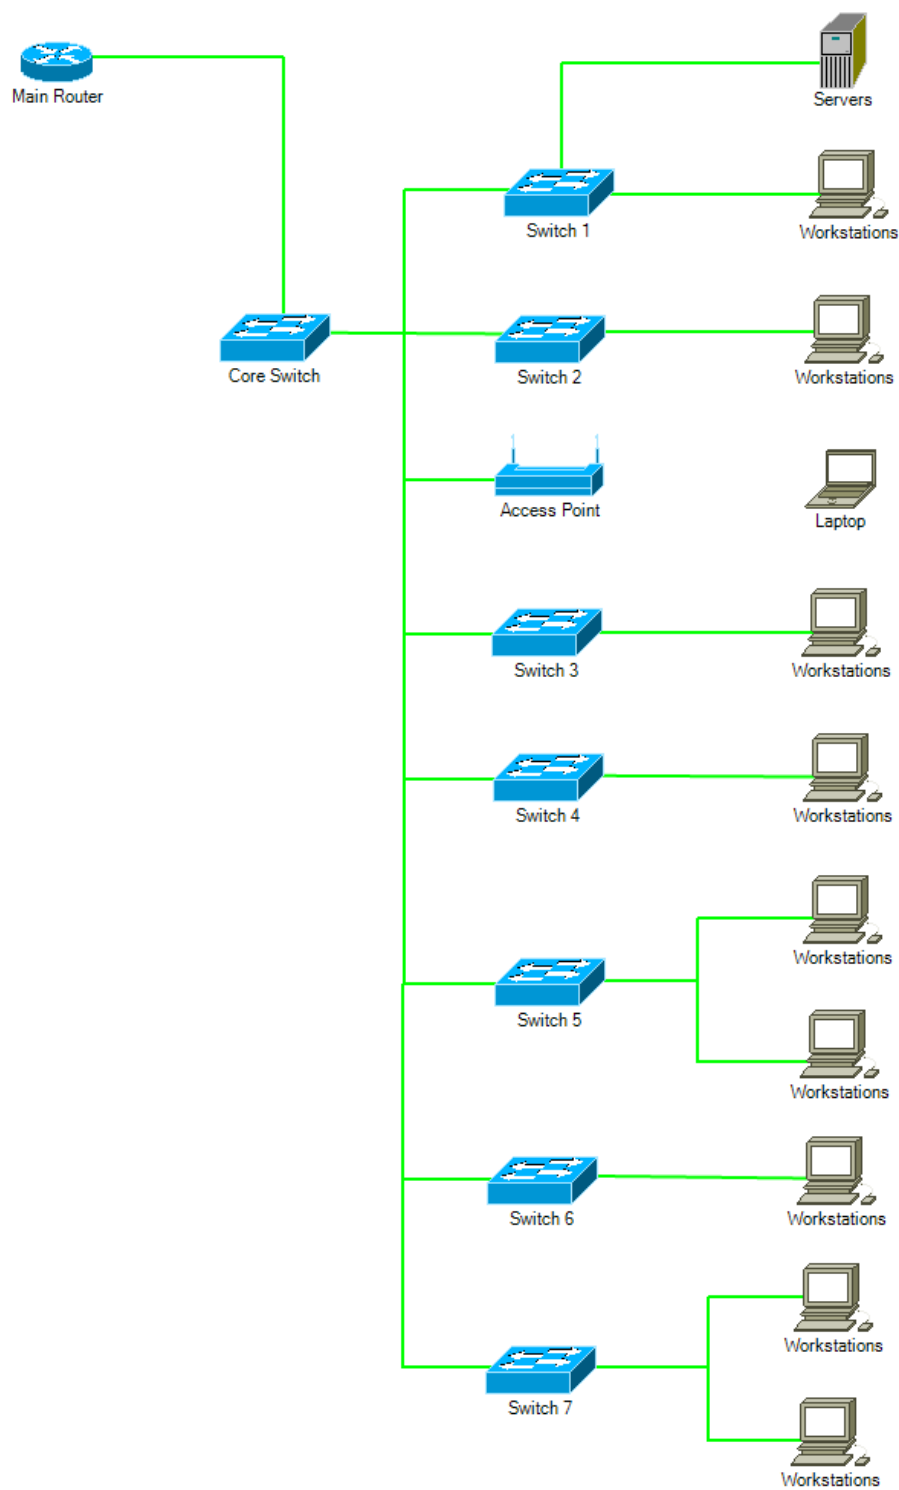 Main Router
Servers
Switch 1
Workstations
Core Switch
Switch 2
Workstations
Access Point
Laptop
Switch 3
Workstations
Switch 4
Workstations
Workstations
Switch 5
Workstations
Switch 6
Workstations
Workstations
Switch 7
Workstations